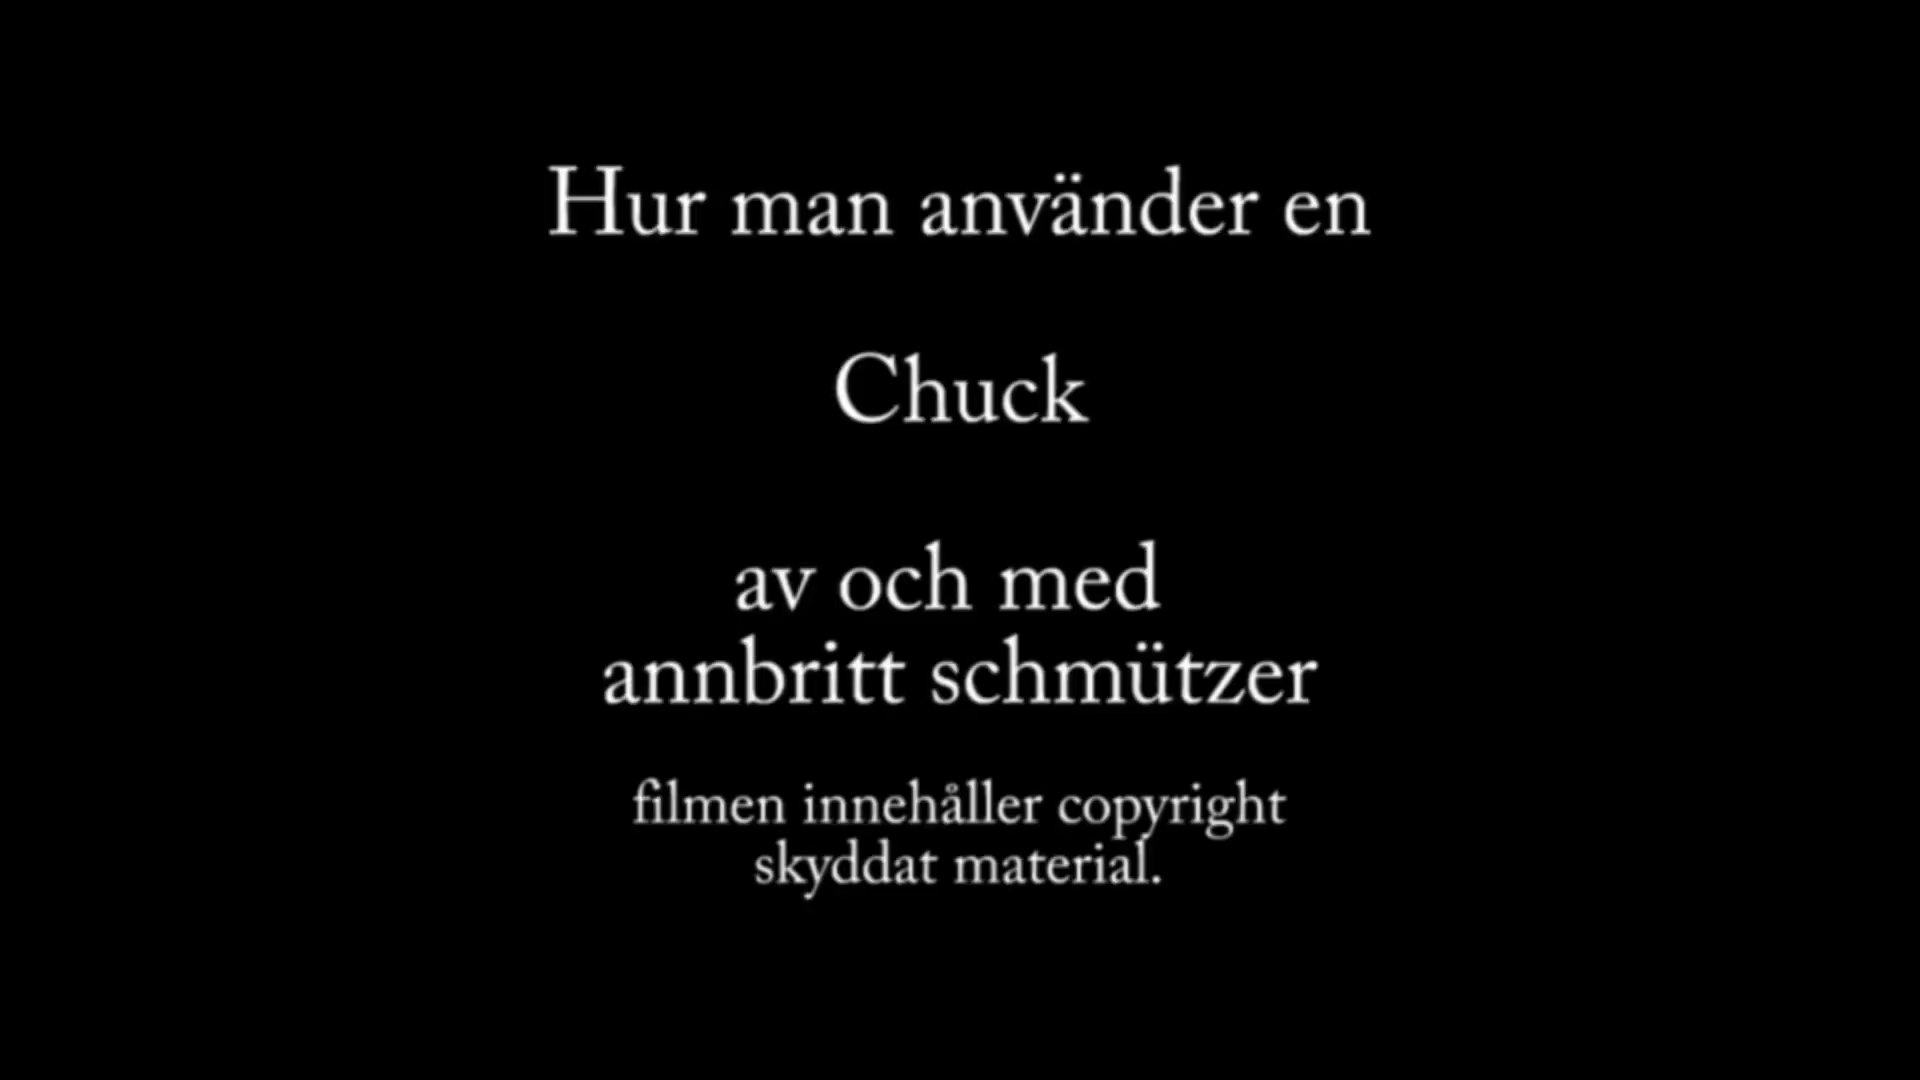 Hur man använder en
Chuck
av och med
annbritt schmützer
filmen innehåller copyright
skyddat material.